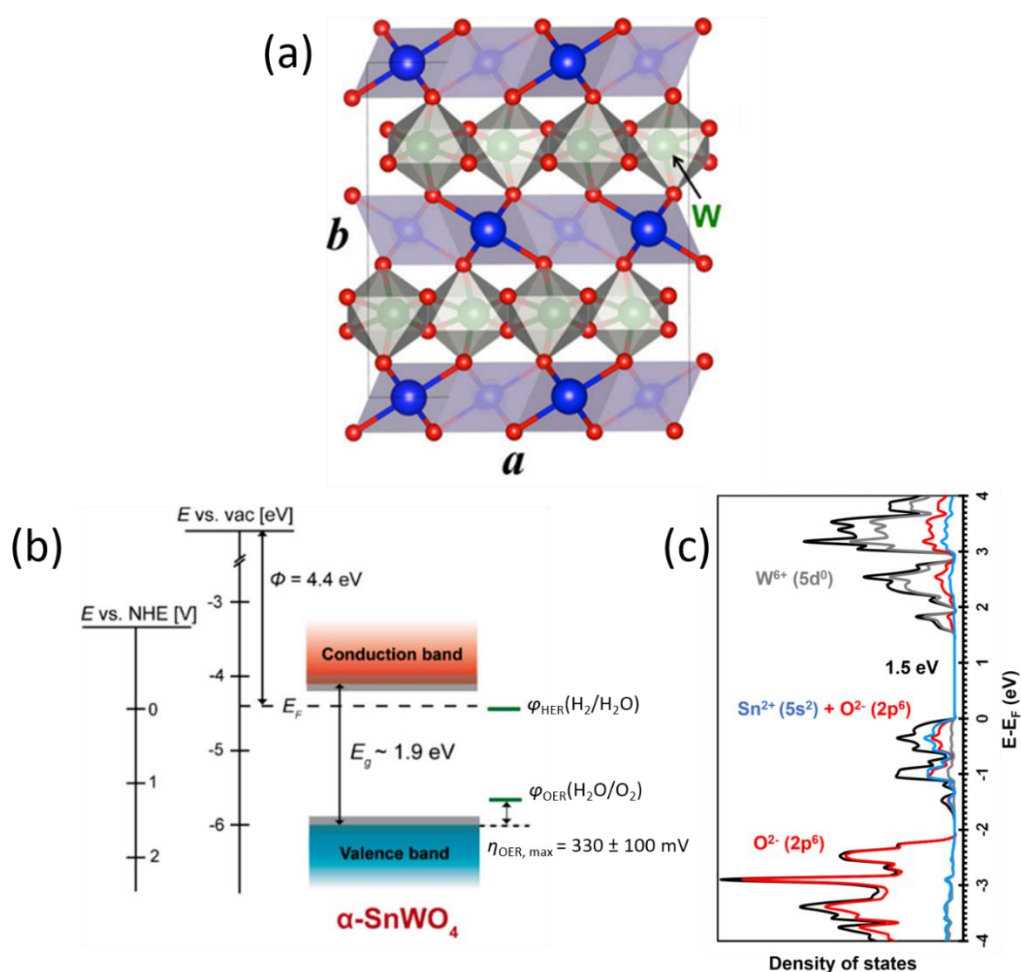 (a)
W
b
a
(b)
E vs. vac [eV]
Φ = 4.4 eV
E vs. NHE [V]
-3
-4
-5
-6
0
1
2
Conduction band
E_F
φ_HER(H₂/H₂O)
E_g ~ 1.9 eV
φ_OER(H₂O/O₂)
Valence band
η_OER, max = 330 ± 100 mV
α-SnWO₄
(c)
W⁶⁺ (5d⁰)
1.5 eV
Sn²⁺ (5s²) + O²⁻ (2p⁶)
O²⁻ (2p⁶)
4
3
2
1
0
-1
-2
-3
-4
E-E_F (eV)
Density of states